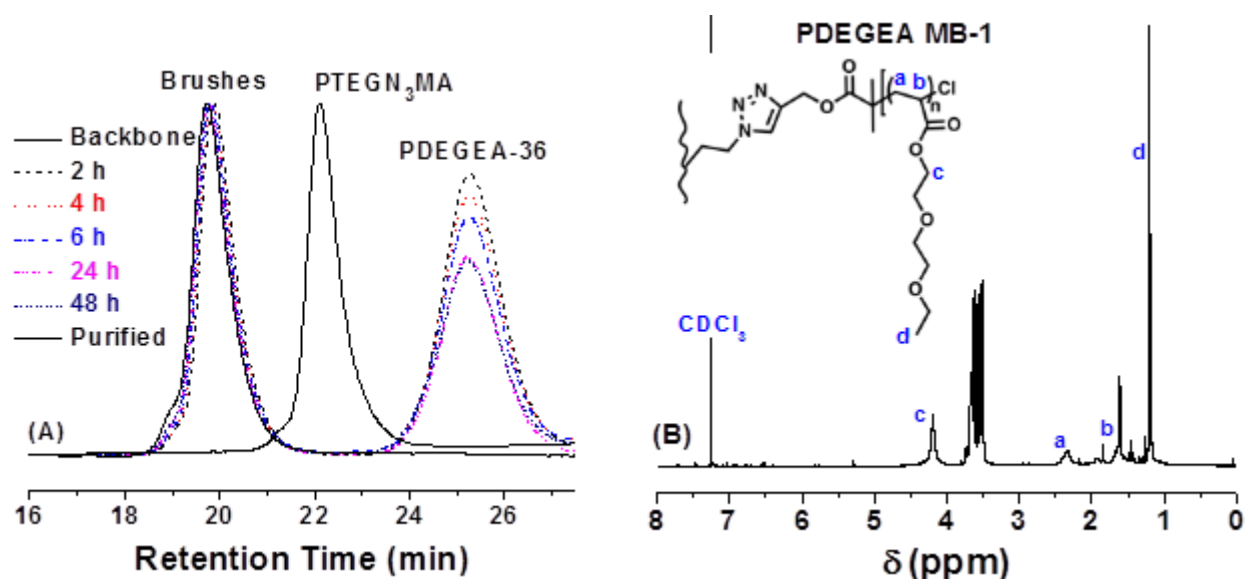 Brushes
PTEGN₃MA
PDEGEA-36
Backbone
2 h
4 h
6 h
24 h
48 h
Purified
(A)
16 18 20 22 24 26
Retention Time (min)
PDEGEA MB-1
a b
Cl
n
O
O
N
N
N
O
O
O
c
O
O
d
d
CDCl₃
c
a
b
(B)
8 7 6 5 4 3 2 1 0
δ (ppm)